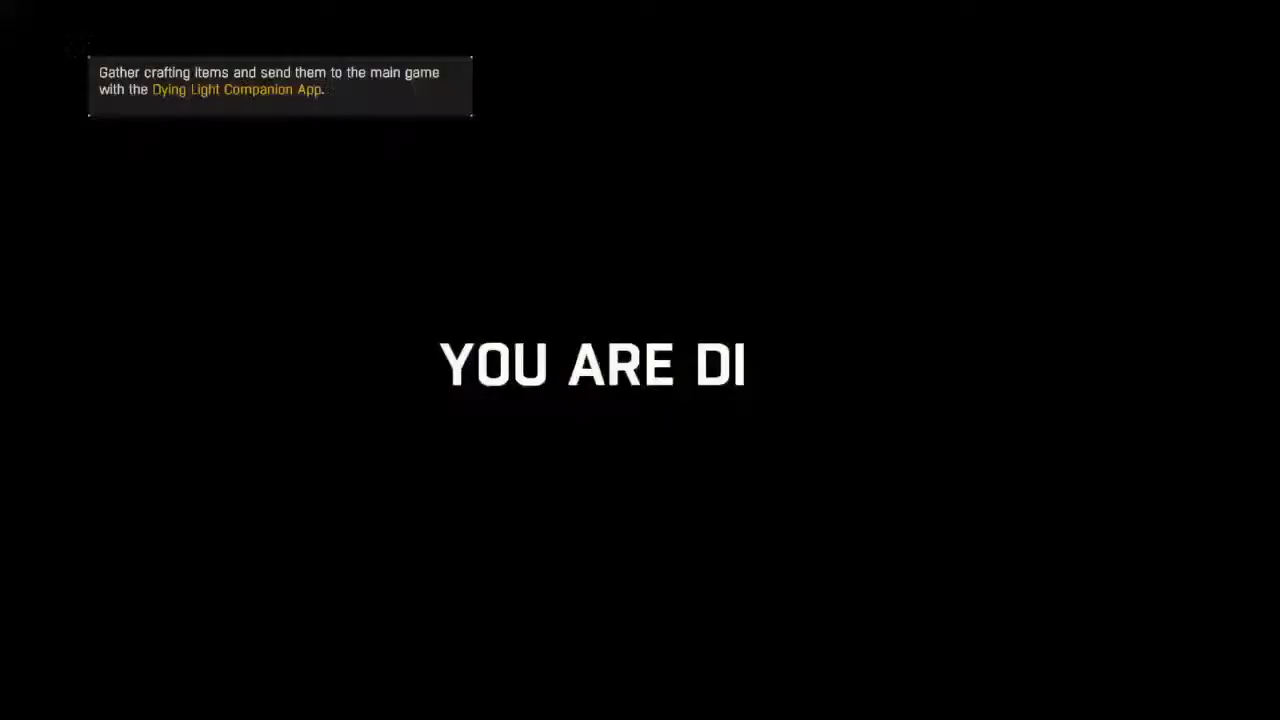 Gather crafting items and send them to the main game
with the Dying Light Companion App.
YOU ARE DI